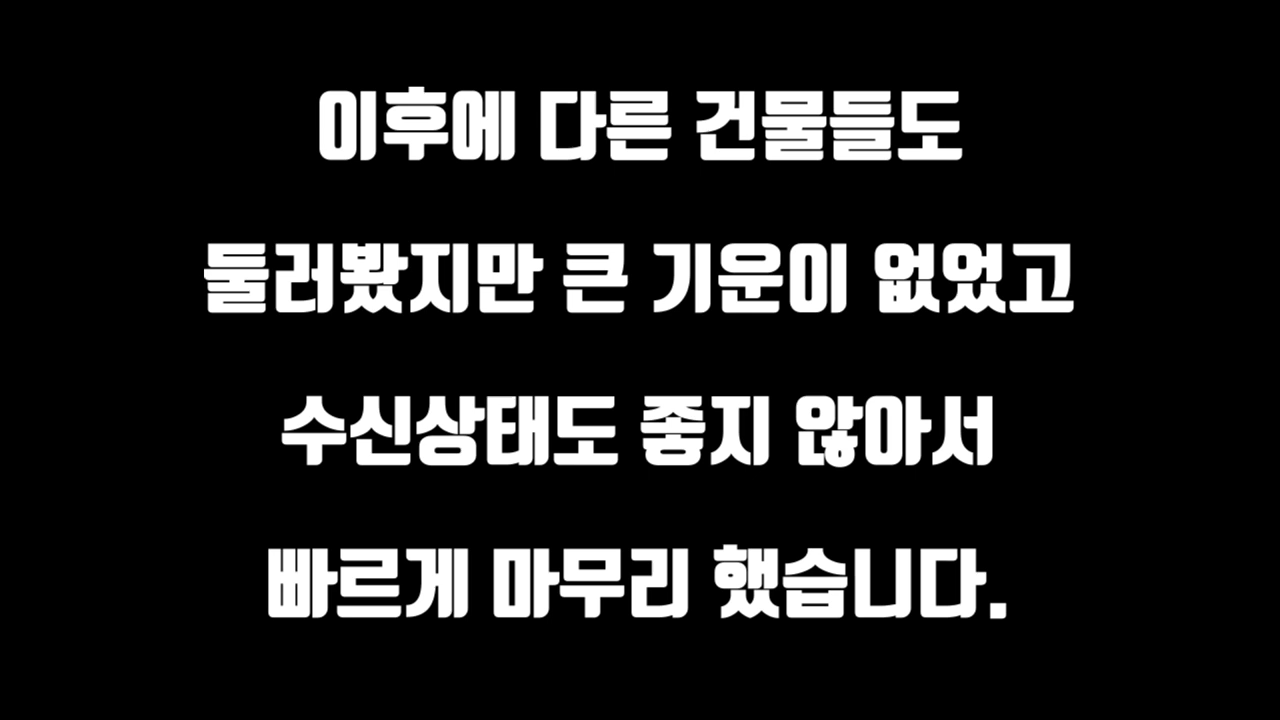 이후에 다른 건물들도
둘러봤지만 큰 기운이 없었고
수신상태도 좋지 않아서
빠르게 마무리 했습니다.